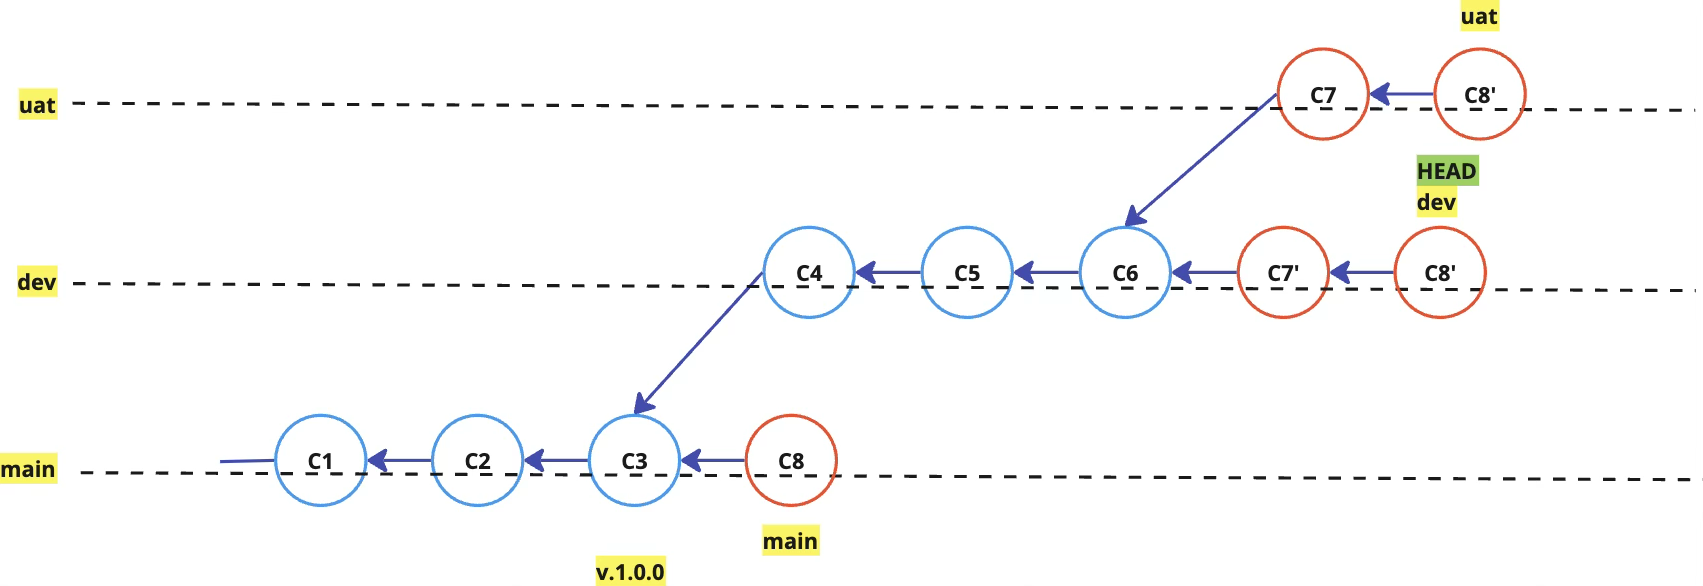 uat
uat
C7
C8'
HEAD
dev
dev
C4
C5
C6
C7'
C8'
main
C1
C2
C3
C8
main
v.1.0.0